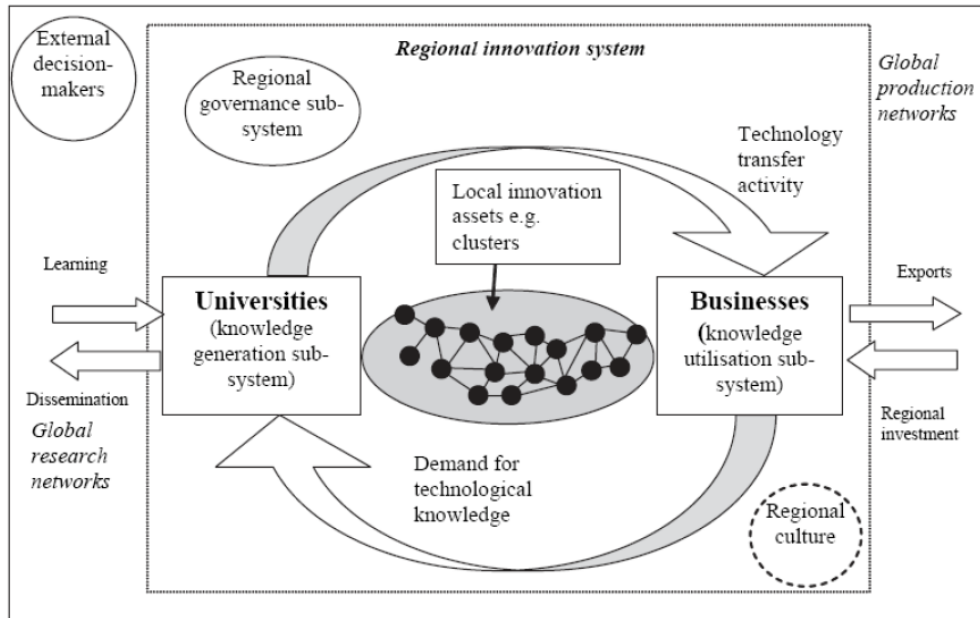 External
decision-
makers
Regional innovation system
Regional
governance sub-
system
Global
production
networks
Technology
transfer
activity
Local innovation
assets e.g.
clusters
Learning
Universities
(knowledge
generation sub-
system)
Businesses
(knowledge
utilisation sub-
system)
Exports
Dissemination
Global
research
networks
Regional
investment
Demand for
technological
knowledge
Regional
culture